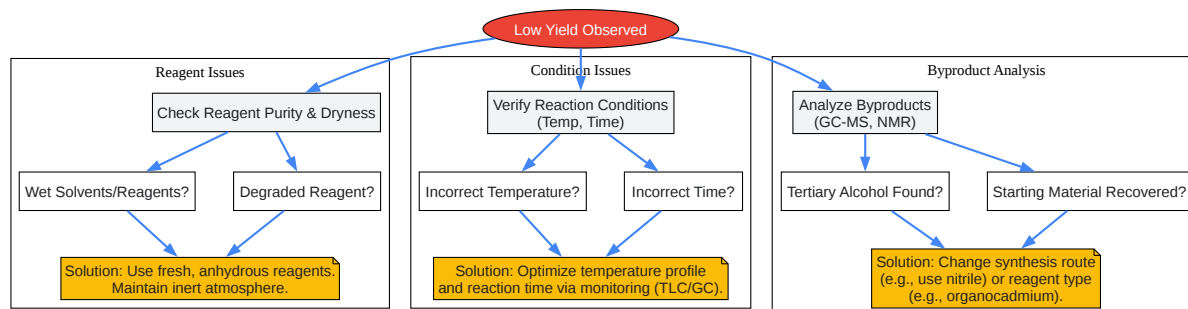 Low Yield Observed
Reagent Issues
Check Reagent Purity & Dryness
Wet Solvents/Reagents?
Degraded Reagent?
Solution: Use fresh, anhydrous reagents.
Maintain inert atmosphere.
Condition Issues
Verify Reaction Conditions
(Temp, Time)
Incorrect Temperature?
Incorrect Time?
Solution: Optimize temperature profile
and reaction time via monitoring (TLC/GC).
Byproduct Analysis
Analyze Byproducts
(GC-MS, NMR)
Tertiary Alcohol Found?
Starting Material Recovered?
Solution: Change synthesis route
(e.g., use nitrile) or reagent type
(e.g., organocadmium).